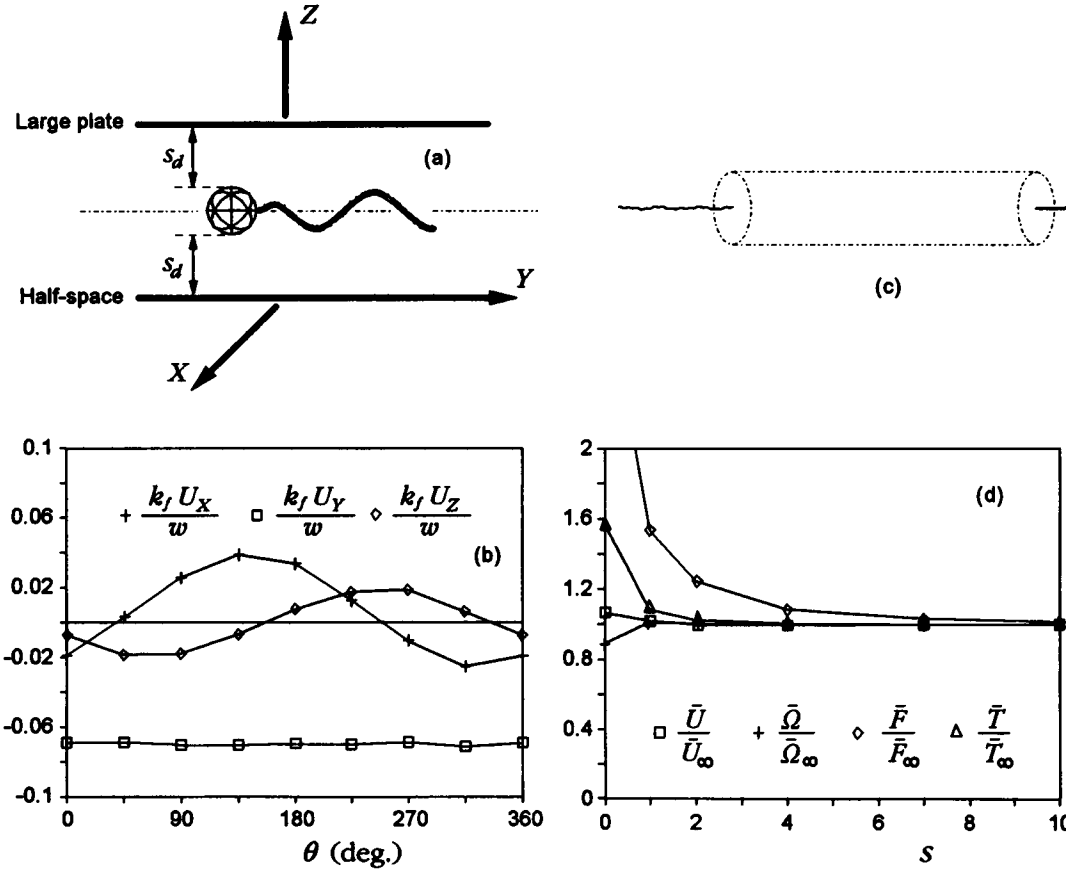 Z
Large plate
s_d
(a)
s_d
Half-space
Y
X
(c)
0.1
0.06
0.02
-0.02
-0.06
-0.1
k_f U_X / w
k_f U_Y / w
k_f U_Z / w
(b)
0 90 180 270 360
θ (deg.)
2
1.6
1.2
0.8
0.4
0
(d)
Ū / Ū_∞
Ω̄ / Ω̄_∞
F̄ / F̄_∞
T̄ / T̄_∞
0 2 4 6 8 10
s